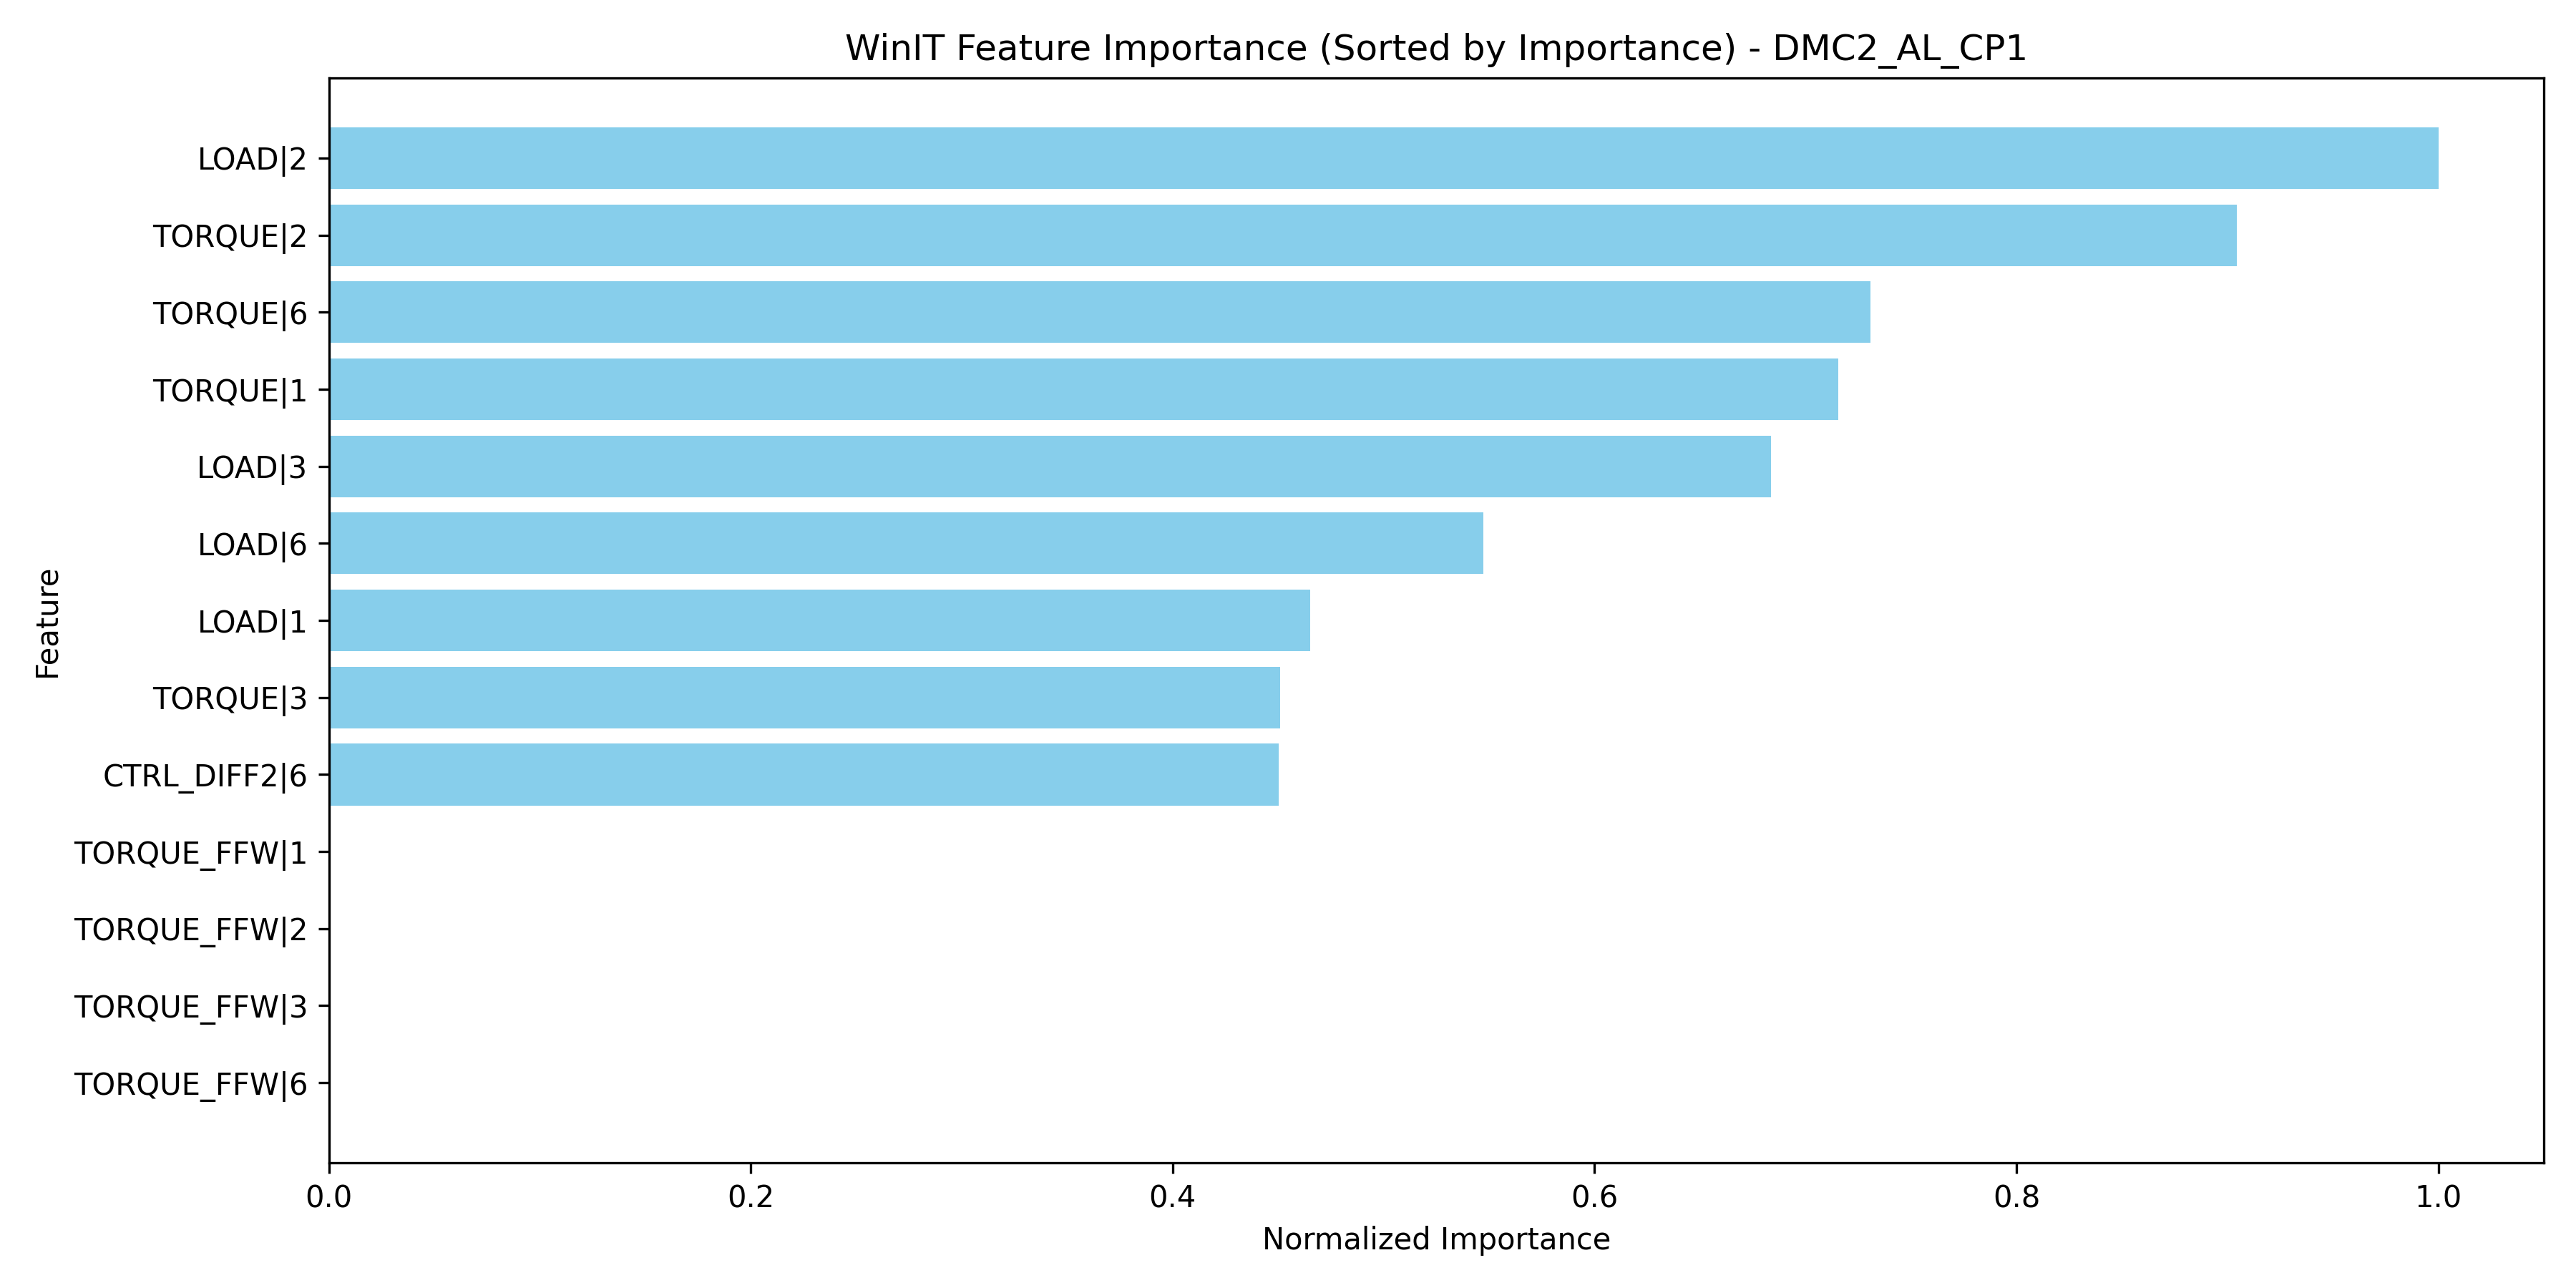 WinIT Feature Importance (Sorted by Importance) - DMC2_AL_CP1
LOAD|2
TORQUE|2
TORQUE|6
TORQUE|1
LOAD|3
LOAD|6
LOAD|1
TORQUE|3
CTRL_DIFF2|6
TORQUE_FFW|1
TORQUE_FFW|2
TORQUE_FFW|3
TORQUE_FFW|6
Feature
0.0 0.2 0.4 0.6 0.8 1.0
Normalized Importance